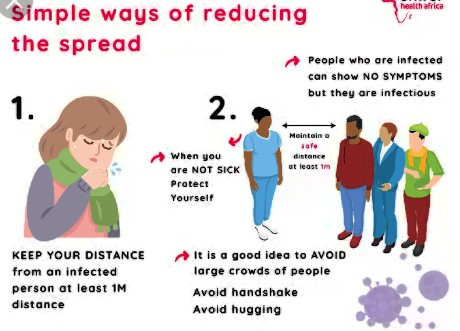 Simple ways of reducing
the spread
health africa
People who are infected
can show NO SYMPTOMS
but they are infectious
1.
2.
Maintain a
safe
distance
at least 1m
When you
are NOT SICK
Protect
Yourself
KEEP YOUR DISTANCE
from an infected
person at least 1M
distance
It is a good idea to AVOID
large crowds of people
Avoid handshake
Avoid hugging